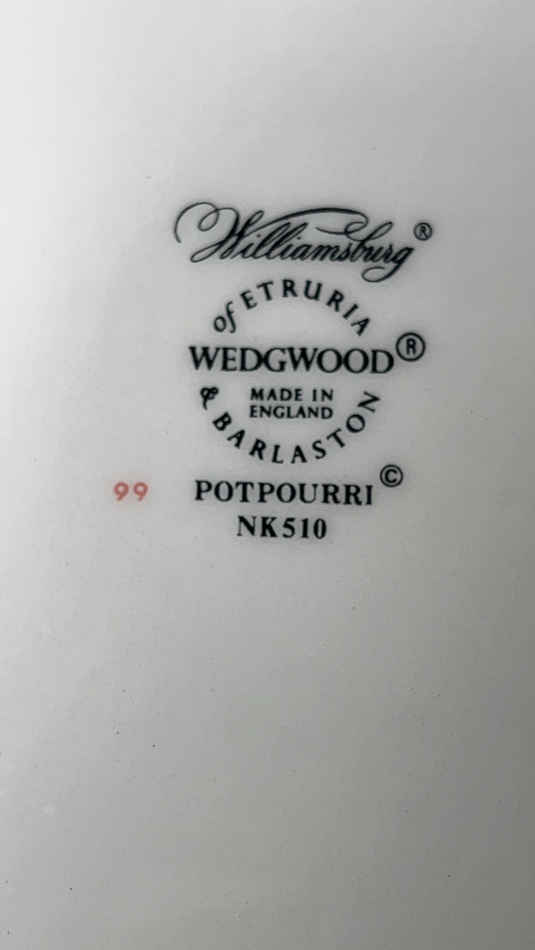 Williamsburg®
of ETRURIA
WEDGWOOD®
MADE IN
ENGLAND
& BARLASTON
99 POTPOURRI©
NK510